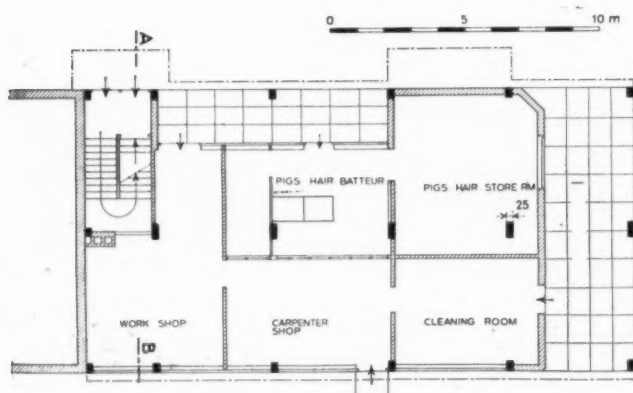 0 5 10 m
A
PIGS HAIR BATTEUR
PIGS HAIR STORE RM
25
WORK SHOP
CARPENTER
SHOP
CLEANING ROOM
B